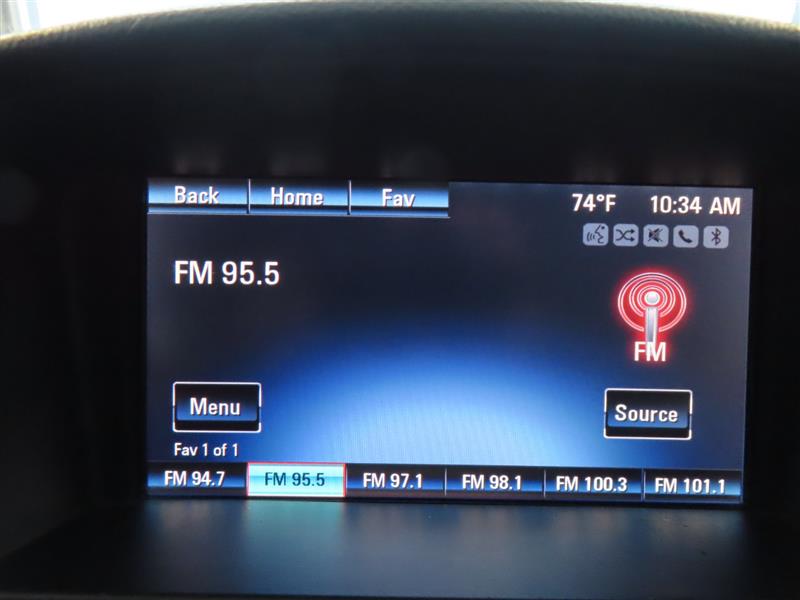 Back Home Fav 74°F 10:34 AM
FM 95.5
FM
Menu Source
Fav 1 of 1
FM 94.7 FM 95.5 FM 97.1 FM 98.1 FM 100.3 FM 101.1